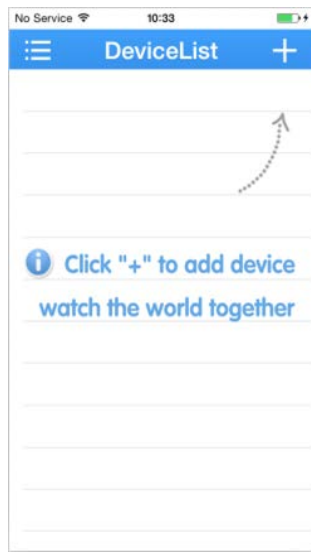 No Service 10:33
DeviceList
Click "+" to add device
watch the world together